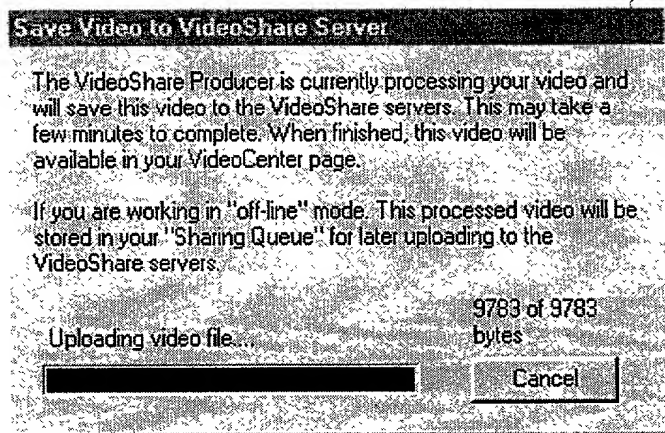 Save Video to VideoShare Server
The VideoShare Producer is currently processing your video and
will save this video to the VideoShare servers. This may take a
few minutes to complete. When finished, this video will be
available in your VideoCenter page.
If you are working in "off-line" mode. This processed video will be
stored in your "Sharing Queue" for later uploading to the
VideoShare servers.
9783 of 9783
Uploading video file....
bytes
Cancel